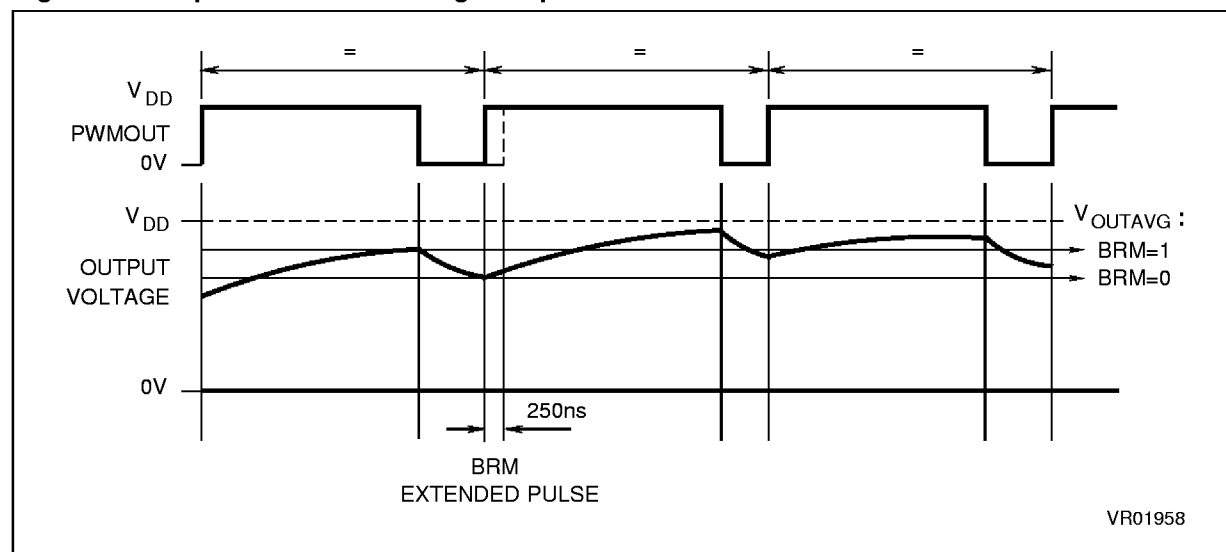 = = =
V DD
PWMOUT
0V
V DD
V OUTAVG :
BRM=1
OUTPUT
BRM=0
VOLTAGE
0V
250ns
BRM
EXTENDED PULSE
VR01958